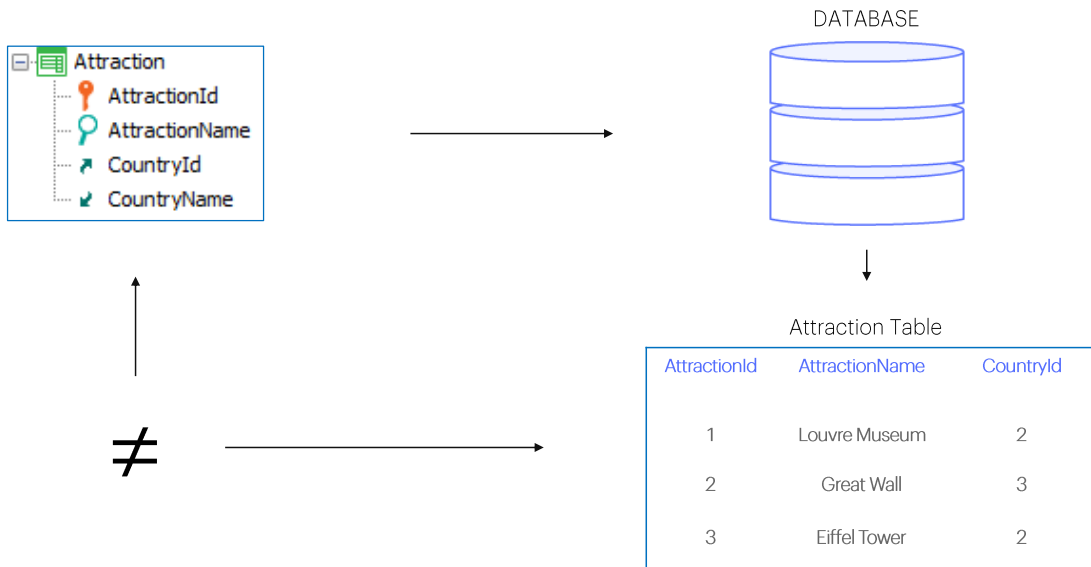 DATABASE
Attraction
AttractionId
AttractionName
CountryId
CountryName
Attraction Table
AttractionId AttractionName CountryId
1 Louvre Museum 2
≠
2 Great Wall 3
3 Eiffel Tower 2